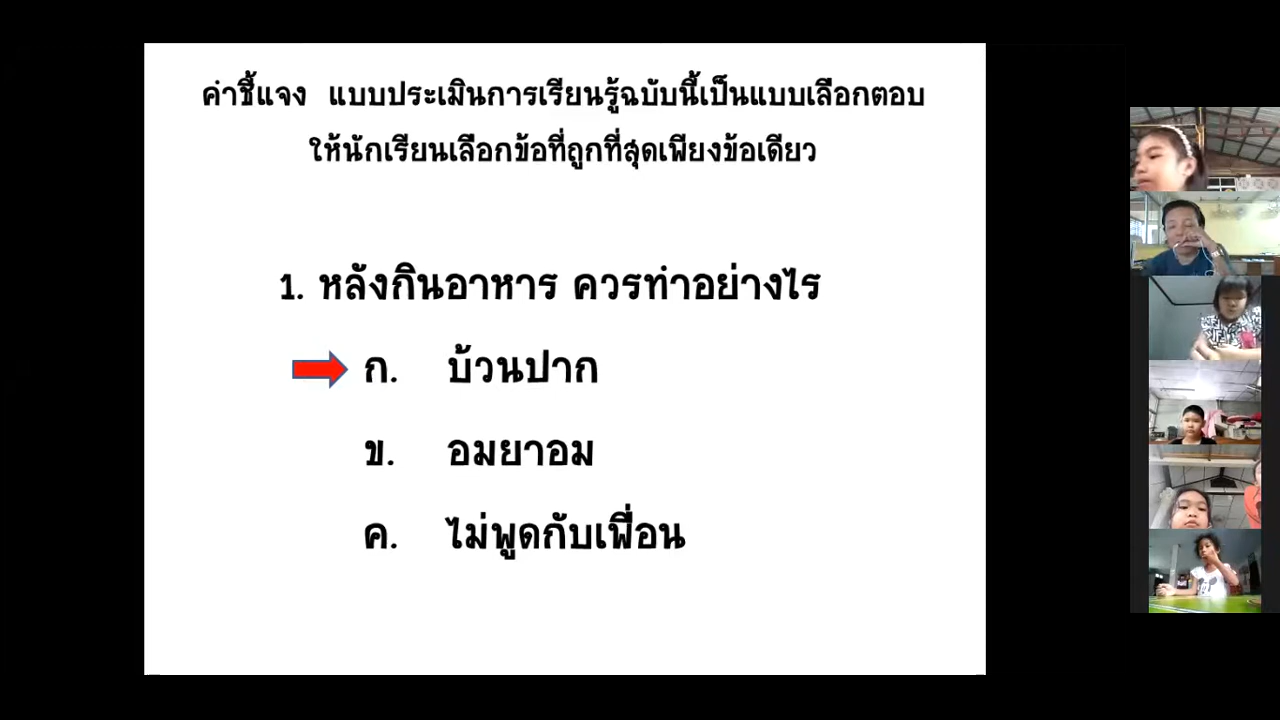 คำชี้แจง แบบประเมินการเรียนรู้ฉบับนี้เป็นแบบเลือกตอบ
ให้นักเรียนเลือกข้อที่ถูกที่สุดเพียงข้อเดียว
1. หลังกินอาหาร ควรทำอย่างไร
ก. บ้วนปาก
ข. อมยาอม
ค. ไม่พูดกับเพื่อน